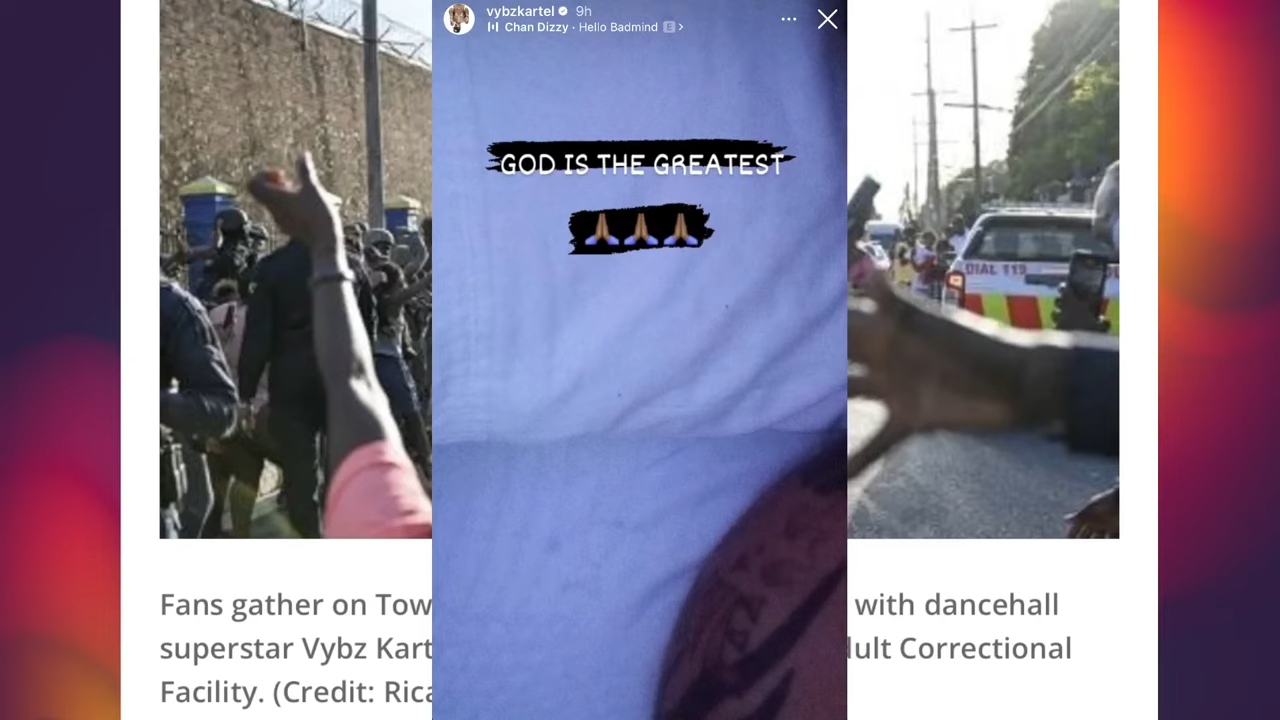 vybzkartel 9h
Chan Dizzy · Hello Badmind E
GOD IS THE GREATEST
🙏🏾🙏🏾🙏🏾
DIAL 119
Fans gather on Tow with dancehall
superstar Vybz Kart dult Correctional
Facility. (Credit: Rica